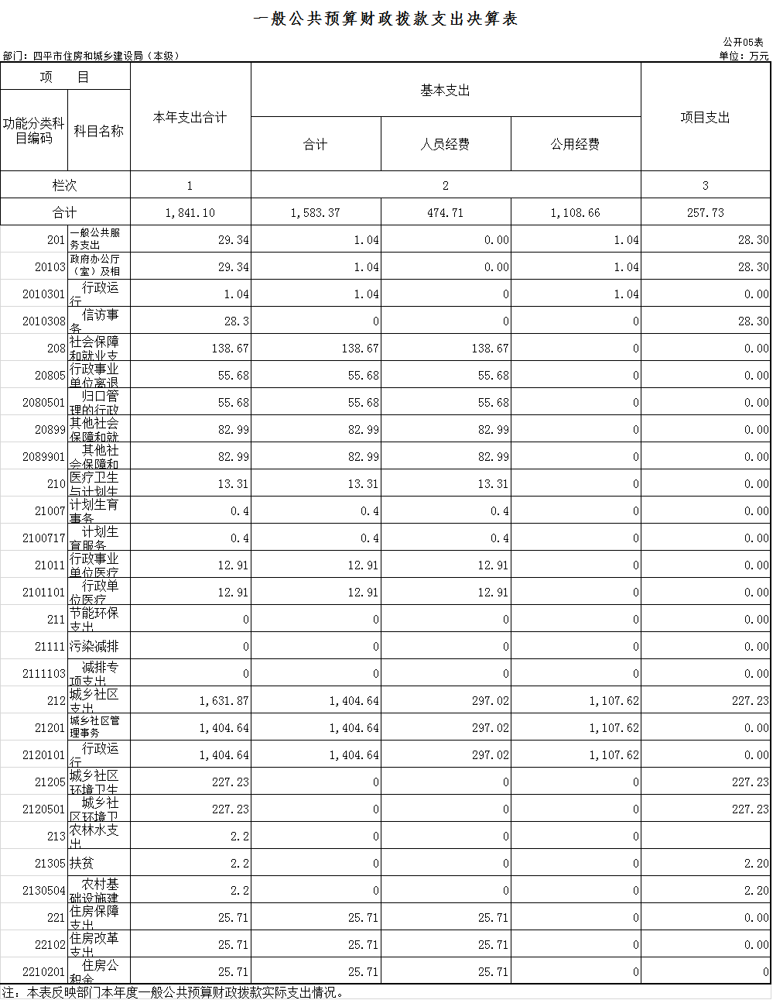 一般公共预算财政拨款支出决算表
公开05表
部门：四平市住房和城乡建设局（本级） 单位：万元
项 目 本年支出合计 基本支出 项目支出
功能分类科目编码 科目名称 合计 人员经费 公用经费
栏次 1 2 3
合计 1,841.10 1,583.37 474.71 1,108.66 257.73
201 一般公共服务支出 29.34 1.04 0.00 1.04 28.30
20103 政府办公厅（室）及相 29.34 1.04 0.00 1.04 28.30
2010301 行政运行 1.04 1.04 0 1.04 0.00
2010308 信访事务 28.3 0 0 0 28.30
208 社会保障和就业支 138.67 138.67 138.67 0 0.00
20805 行政事业单位离退 55.68 55.68 55.68 0 0.00
2080501 归口管理的行政 55.68 55.68 55.68 0 0.00
20899 其他社会保障和就 82.99 82.99 82.99 0 0.00
2089901 其他社会保障和 82.99 82.99 82.99 0 0.00
210 医疗卫生与计划生 13.31 13.31 13.31 0 0.00
21007 计划生育事务 0.4 0.4 0.4 0 0.00
2100717 计划生育服务 0.4 0.4 0.4 0 0.00
21011 行政事业单位医疗 12.91 12.91 12.91 0 0.00
2101101 行政单位医疗 12.91 12.91 12.91 0 0.00
211 节能环保支出 0 0 0 0 0.00
21111 污染减排 0 0 0 0 0.00
2111103 减排专项支出 0 0 0 0 0.00
212 城乡社区支出 1,631.87 1,404.64 297.02 1,107.62 227.23
21201 城乡社区管理事务 1,404.64 1,404.64 297.02 1,107.62 0.00
2120101 行政运行 1,404.64 1,404.64 297.02 1,107.62 0.00
21205 城乡社区环境卫生 227.23 0 0 0 227.23
2120501 城乡社区环境卫 227.23 0 0 0 227.23
213 农林水支出 2.2 0 0 0
21305 扶贫 2.2 0 0 0 2.20
2130504 农村基础设施建 2.2 0 0 0 2.20
221 住房保障支出 25.71 25.71 25.71 0 0.00
22102 住房改革支出 25.71 25.71 25.71 0 0.00
2210201 住房公积金 25.71 25.71 25.71 0 0
注：本表反映部门本年度一般公共预算财政拨款实际支出情况。